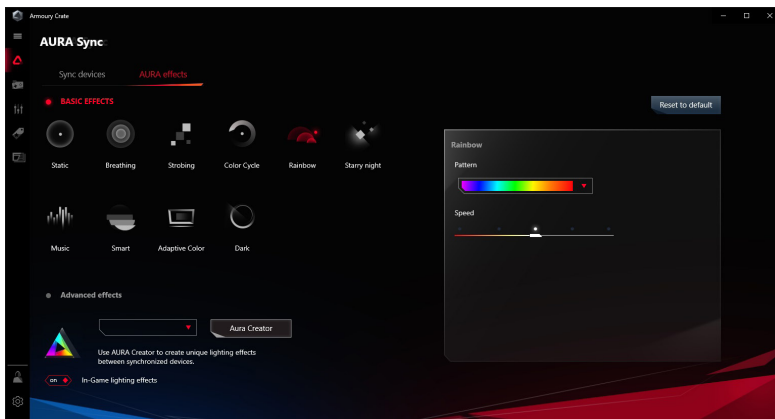 Armoury Crate
AURA Sync
Sync devices AURA effects
BASIC EFFECTS
Reset to default
Static Breathing Strobing Color Cycle Rainbow Starry night
Music Smart Adaptive Color Dark
Rainbow
Pattern
Speed
Advanced effects
Aura Creator
Use AURA Creator to create unique lighting effects
between synchronized devices.
on In-Game lighting effects